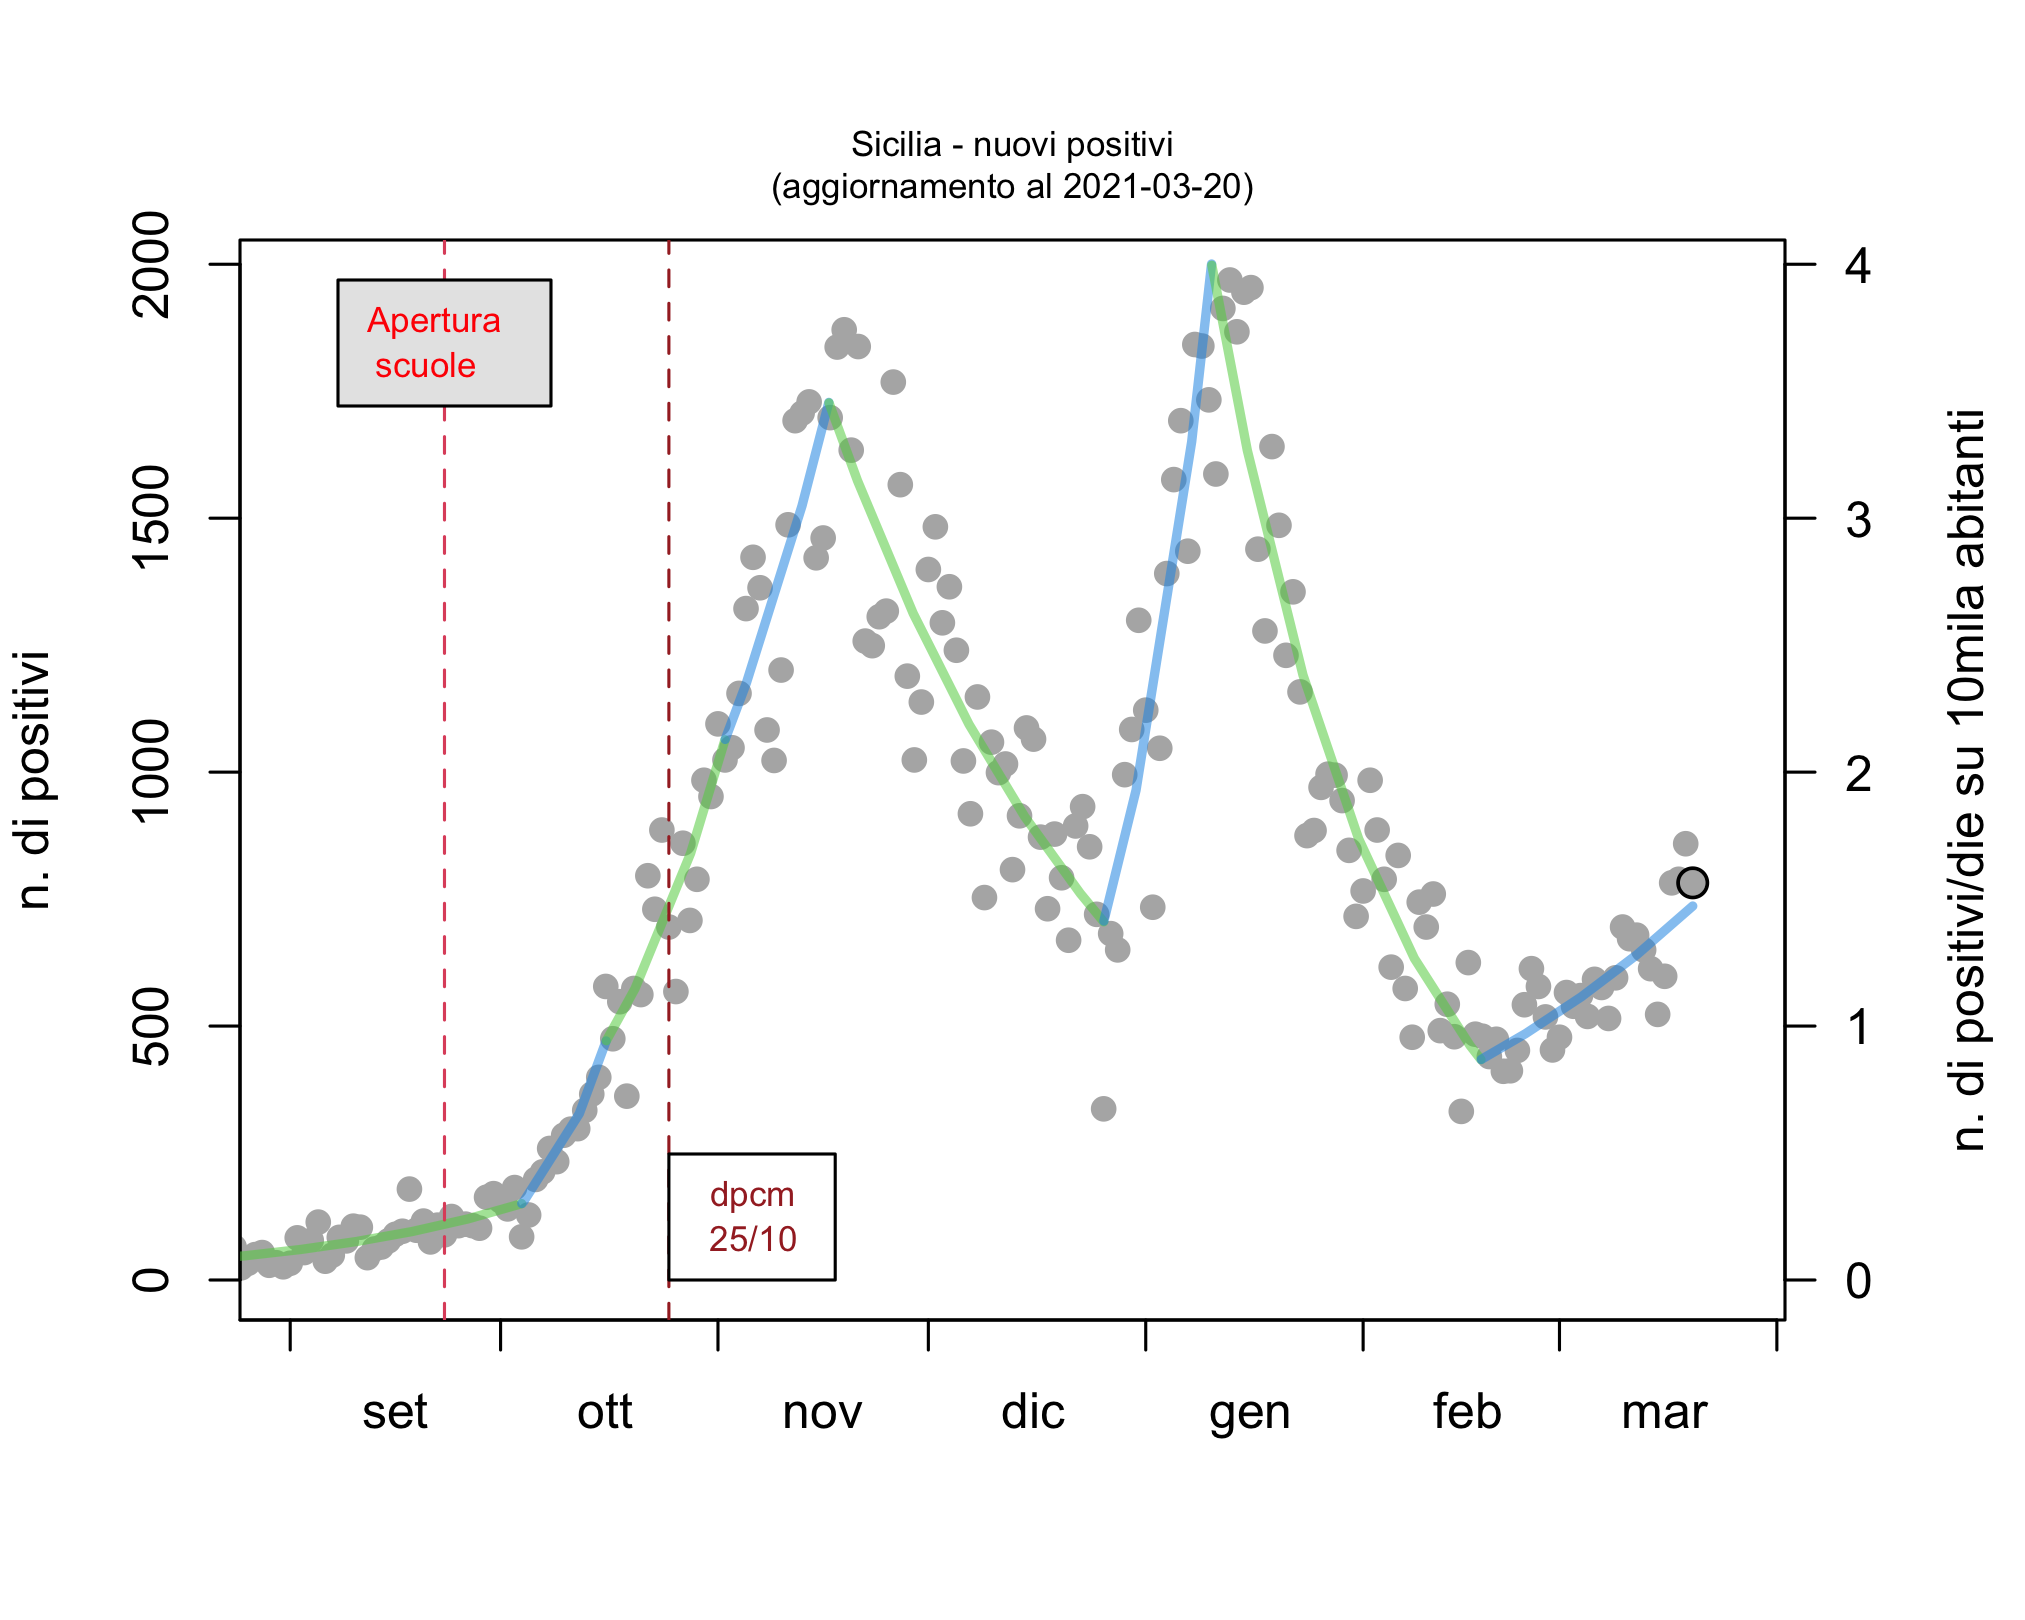 Sicilia - nuovi positivi
(aggiornamento al 2021-03-20)
n. di positivi
2000
1500
1000
500
0
Apertura
scuole
dpcm
25/10
4
3
2
1
0
n. di positivi/die su 10mila abitanti
set ott nov dic gen feb mar